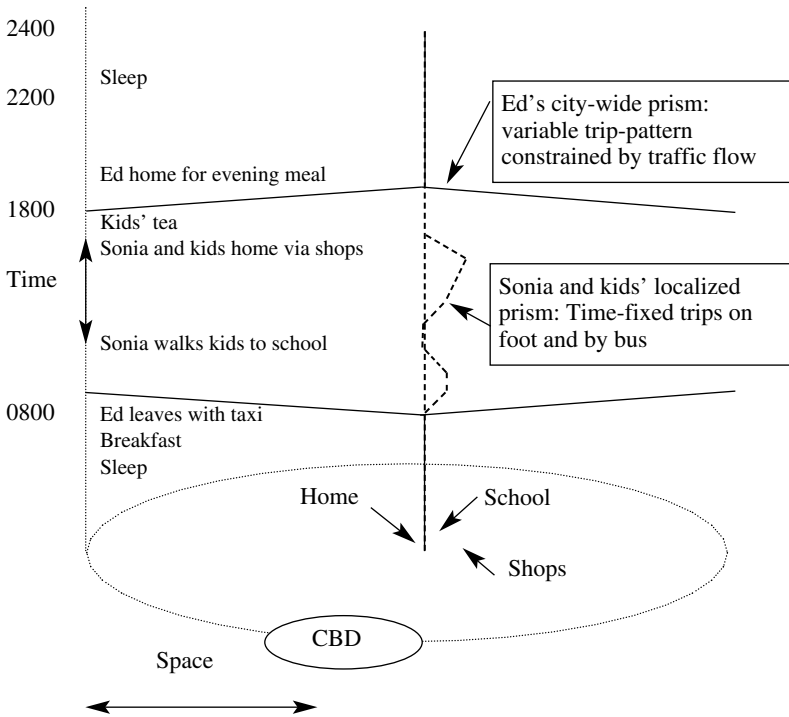 2400
Sleep
2200
Ed's city-wide prism:
variable trip-pattern
constrained by traffic flow
Ed home for evening meal
1800
Kids' tea
Sonia and kids home via shops
Time
Sonia and kids' localized
prism: Time-fixed trips on
foot and by bus
Sonia walks kids to school
0800
Ed leaves with taxi
Breakfast
Sleep
Home
School
Shops
CBD
Space